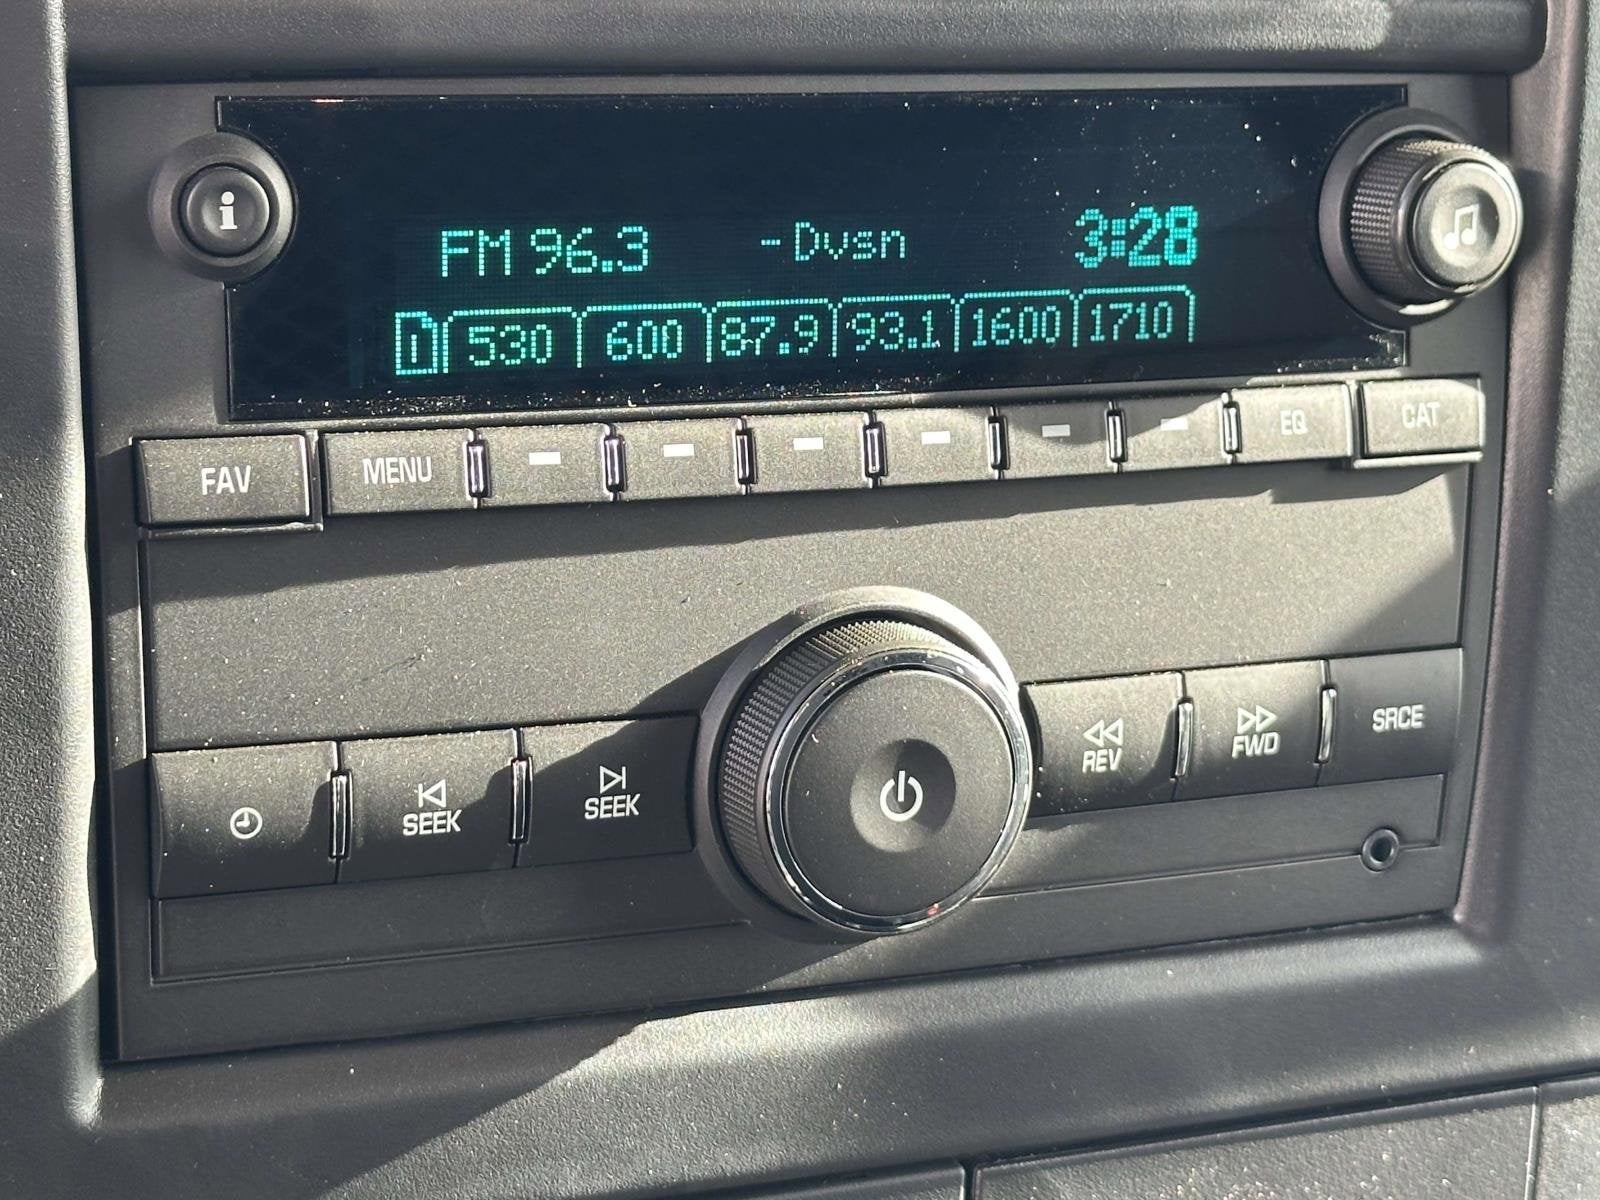 i
FM 96.3 -Dvsn 3:28
1 530 600 87.9 93.1 1600 1710
FAV MENU EQ CAT
SEEK SEEK REV FWD SRCE